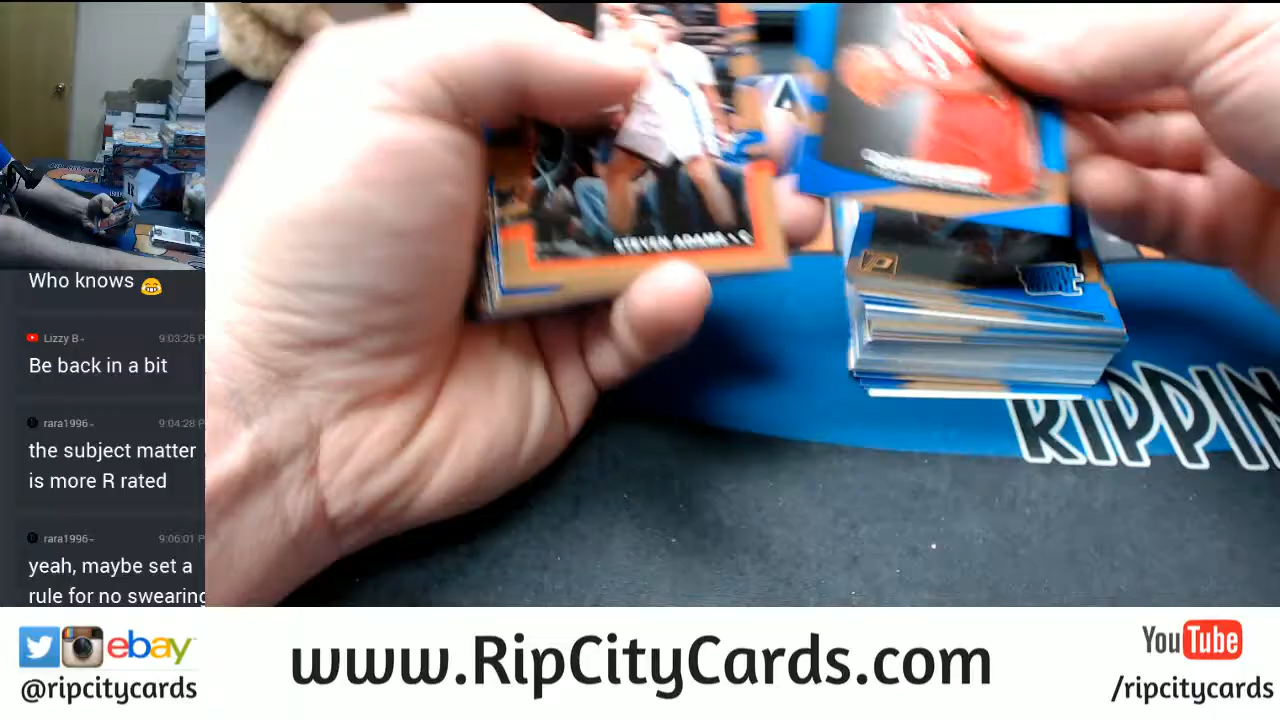 Who knows 😂
Lizzy B
9:03:25 P
Be back in a bit
rara1996
9:04:28 P
the subject matter
is more R rated
rara1996
9:06:01 P
yeah, maybe set a
rule for no swearing
STEVEN ADAMS • C
RIPPIN
ebay
@ripcitycards
www.RipCityCards.com
YouTube
/ripcitycards